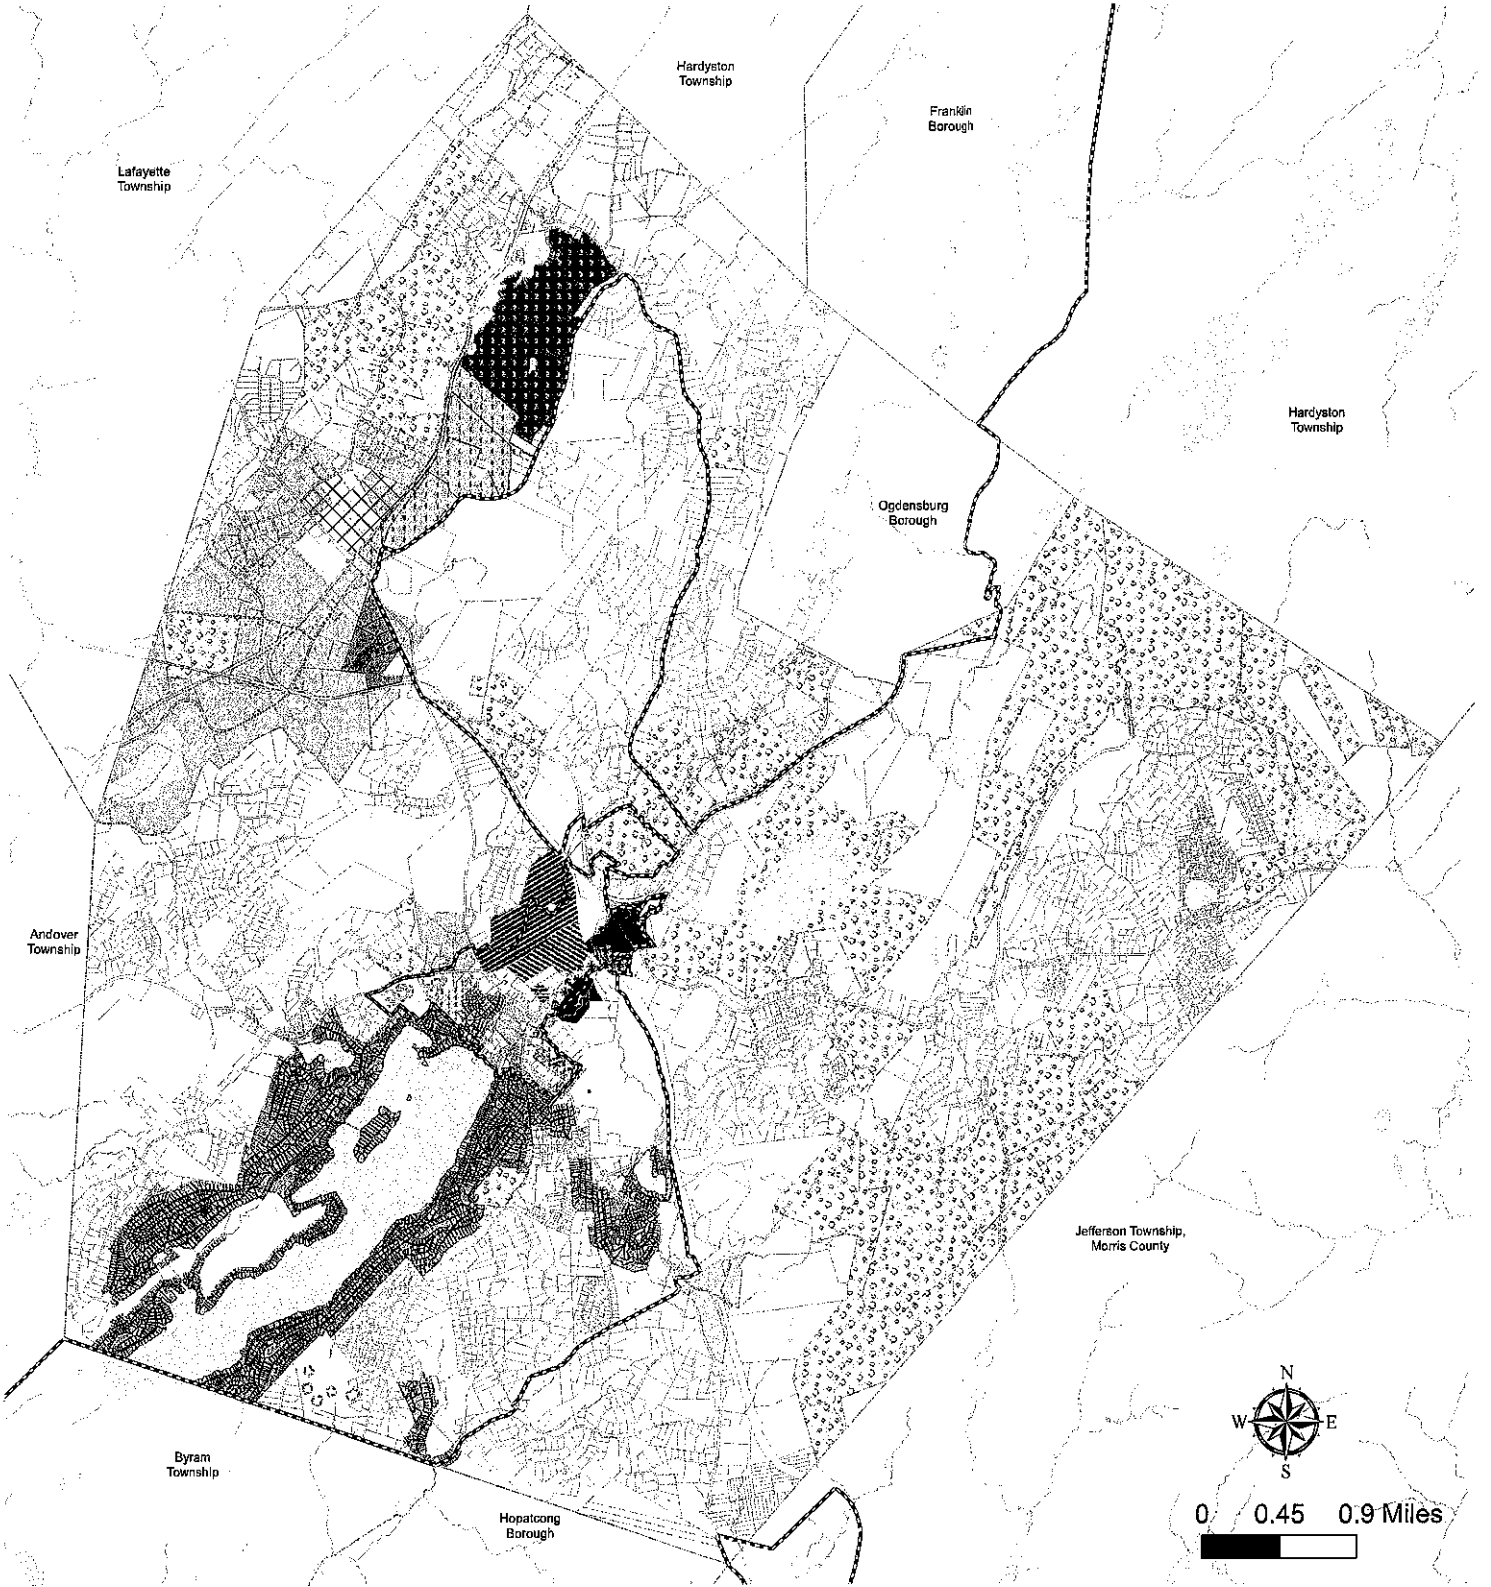 Hardyston
Township
Franklin
Borough
Lafayette
Township
Hardyston
Township
Ogdensburg
Borough
Andover
Township
Jefferson Township,
Morris County
N
W E
S
Byram
Township
0 0.45 0.9 Miles
Hopatcong
Borough